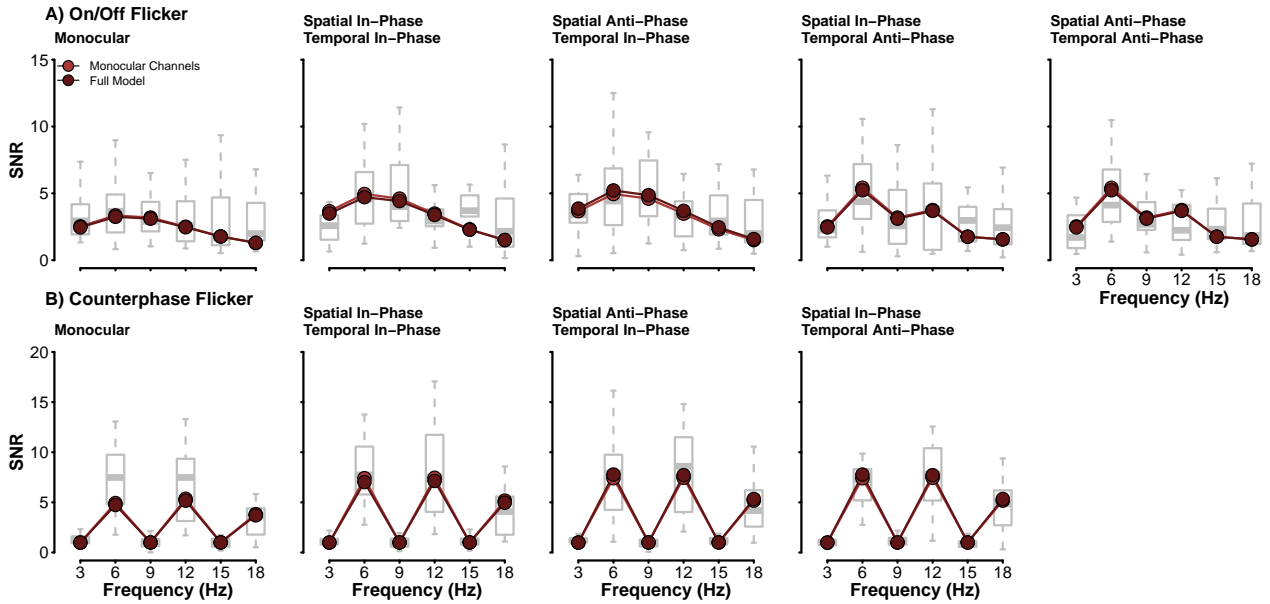 A) On/Off Flicker
Monocular
Spatial In−Phase
Temporal In−Phase
Spatial Anti−Phase
Temporal In−Phase
Spatial In−Phase
Temporal Anti−Phase
Spatial Anti−Phase
Temporal Anti−Phase
Monocular Channels
Full Model
SNR
15
10
5
0
3 6 9 12 15 18
Frequency (Hz)
B) Counterphase Flicker
Monocular
Spatial In−Phase
Temporal In−Phase
Spatial Anti−Phase
Temporal In−Phase
Spatial In−Phase
Temporal Anti−Phase
SNR
20
15
10
5
0
3 6 9 12 15 18
3 6 9 12 15 18
3 6 9 12 15 18
3 6 9 12 15 18
Frequency (Hz)
Frequency (Hz)
Frequency (Hz)
Frequency (Hz)